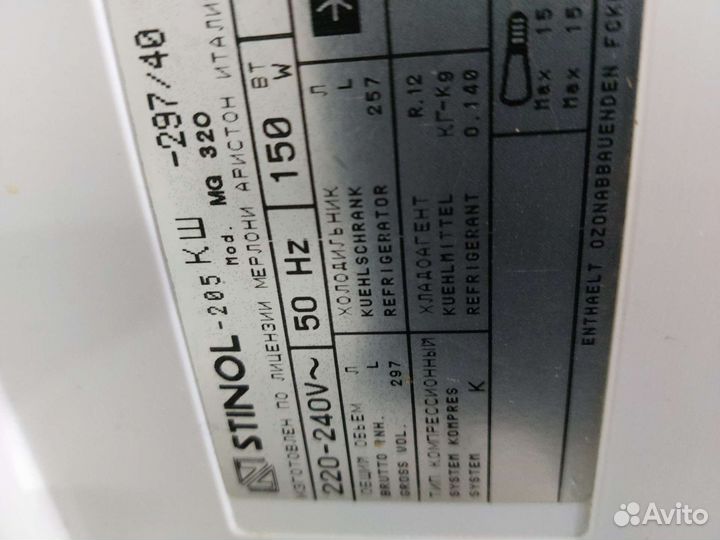 STINOL-205 КШ -297/40
Mod. MG 320
ИЗГОТОВЛЕН ПО ЛИЦЕНЗИИ МЕРЛОНИ АРИСТОН ИТАЛИ
220-240V~ 50 Hz 150 ВТ
W
ОБЩИЙ ОБЪЕМ Л
BRUTTO INH. L
GROSS VOL. 297
ХОЛОДИЛЬНИК Л
KUEHLSCHRANK L
REFRIGERATOR 257
ТИП КОМПРЕССИОННЫЙ
SYSTEM KOMPRES
SYSTEM K
ХЛАДОАГЕНТ R.12
KUEHLMITTEL КГ-Kg
REFRIGERANT 0.140
Max 15
Max 15
ENTHAELT OZONABBAUENDEN FCK
Avito